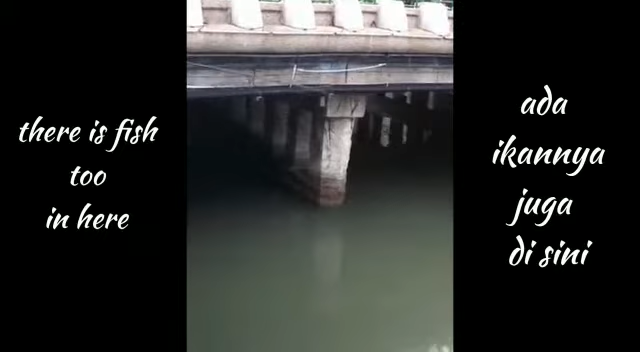 there is fish
too
in here
ada
ikannya
juga
di sini